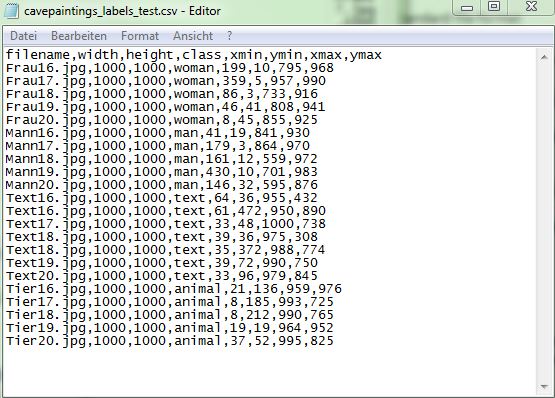 cavepaintings_labels_test.csv - Editor
Datei Bearbeiten Format Ansicht ?
filename,width,height,class,xmin,ymin,xmax,ymax
Frau16.jpg,1000,1000,woman,199,10,795,968
Frau17.jpg,1000,1000,woman,359,5,957,990
Frau18.jpg,1000,1000,woman,86,3,733,916
Frau19.jpg,1000,1000,woman,46,41,808,941
Frau20.jpg,1000,1000,woman,8,45,855,925
Mann16.jpg,1000,1000,man,41,19,841,930
Mann17.jpg,1000,1000,man,179,3,864,970
Mann18.jpg,1000,1000,man,161,12,559,972
Mann19.jpg,1000,1000,man,430,10,701,983
Mann20.jpg,1000,1000,man,146,32,595,876
Text16.jpg,1000,1000,text,64,36,955,432
Text16.jpg,1000,1000,text,61,472,950,890
Text17.jpg,1000,1000,text,33,48,1000,738
Text18.jpg,1000,1000,text,39,36,975,308
Text18.jpg,1000,1000,text,35,372,988,774
Text19.jpg,1000,1000,text,39,72,990,750
Text20.jpg,1000,1000,text,33,96,979,845
Tier16.jpg,1000,1000,animal,21,136,959,976
Tier17.jpg,1000,1000,animal,8,185,993,725
Tier18.jpg,1000,1000,animal,8,212,990,765
Tier19.jpg,1000,1000,animal,19,19,964,952
Tier20.jpg,1000,1000,animal,37,52,995,825